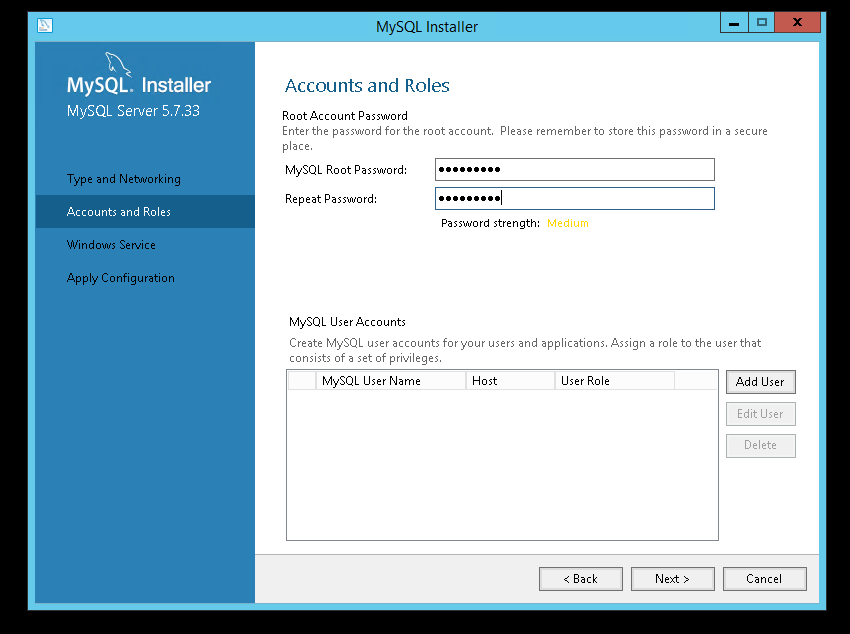 MySQL Installer
MySQL. Installer
MySQL Server 5.7.33
Type and Networking
Accounts and Roles
Windows Service
Apply Configuration
Accounts and Roles
Root Account Password
Enter the password for the root account. Please remember to store this password in a secure
place.
MySQL Root Password: ●●●●●●●●●
Repeat Password: ●●●●●●●●●
Password strength: Medium
MySQL User Accounts
Create MySQL user accounts for your users and applications. Assign a role to the user that
consists of a set of privileges.
MySQL User Name Host User Role
Add User
Edit User
Delete
< Back Next > Cancel